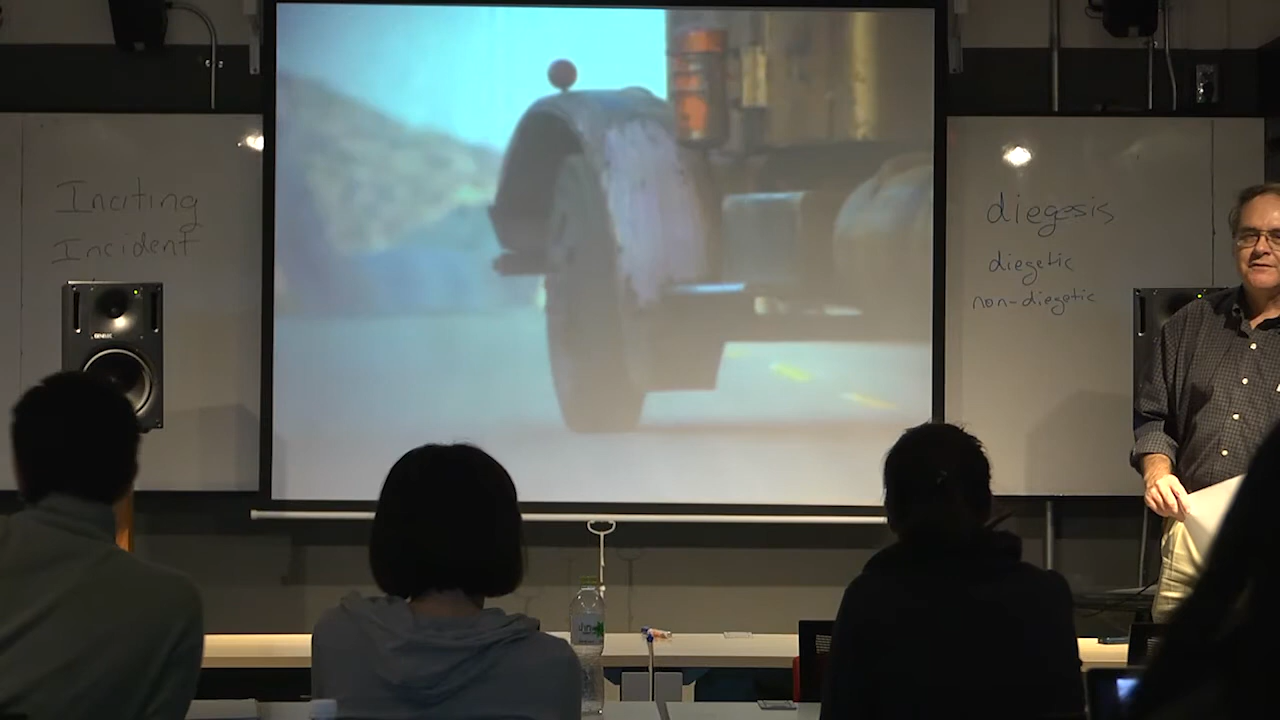 Inciting
Incident
diegesis
diegetic
non-diegetic